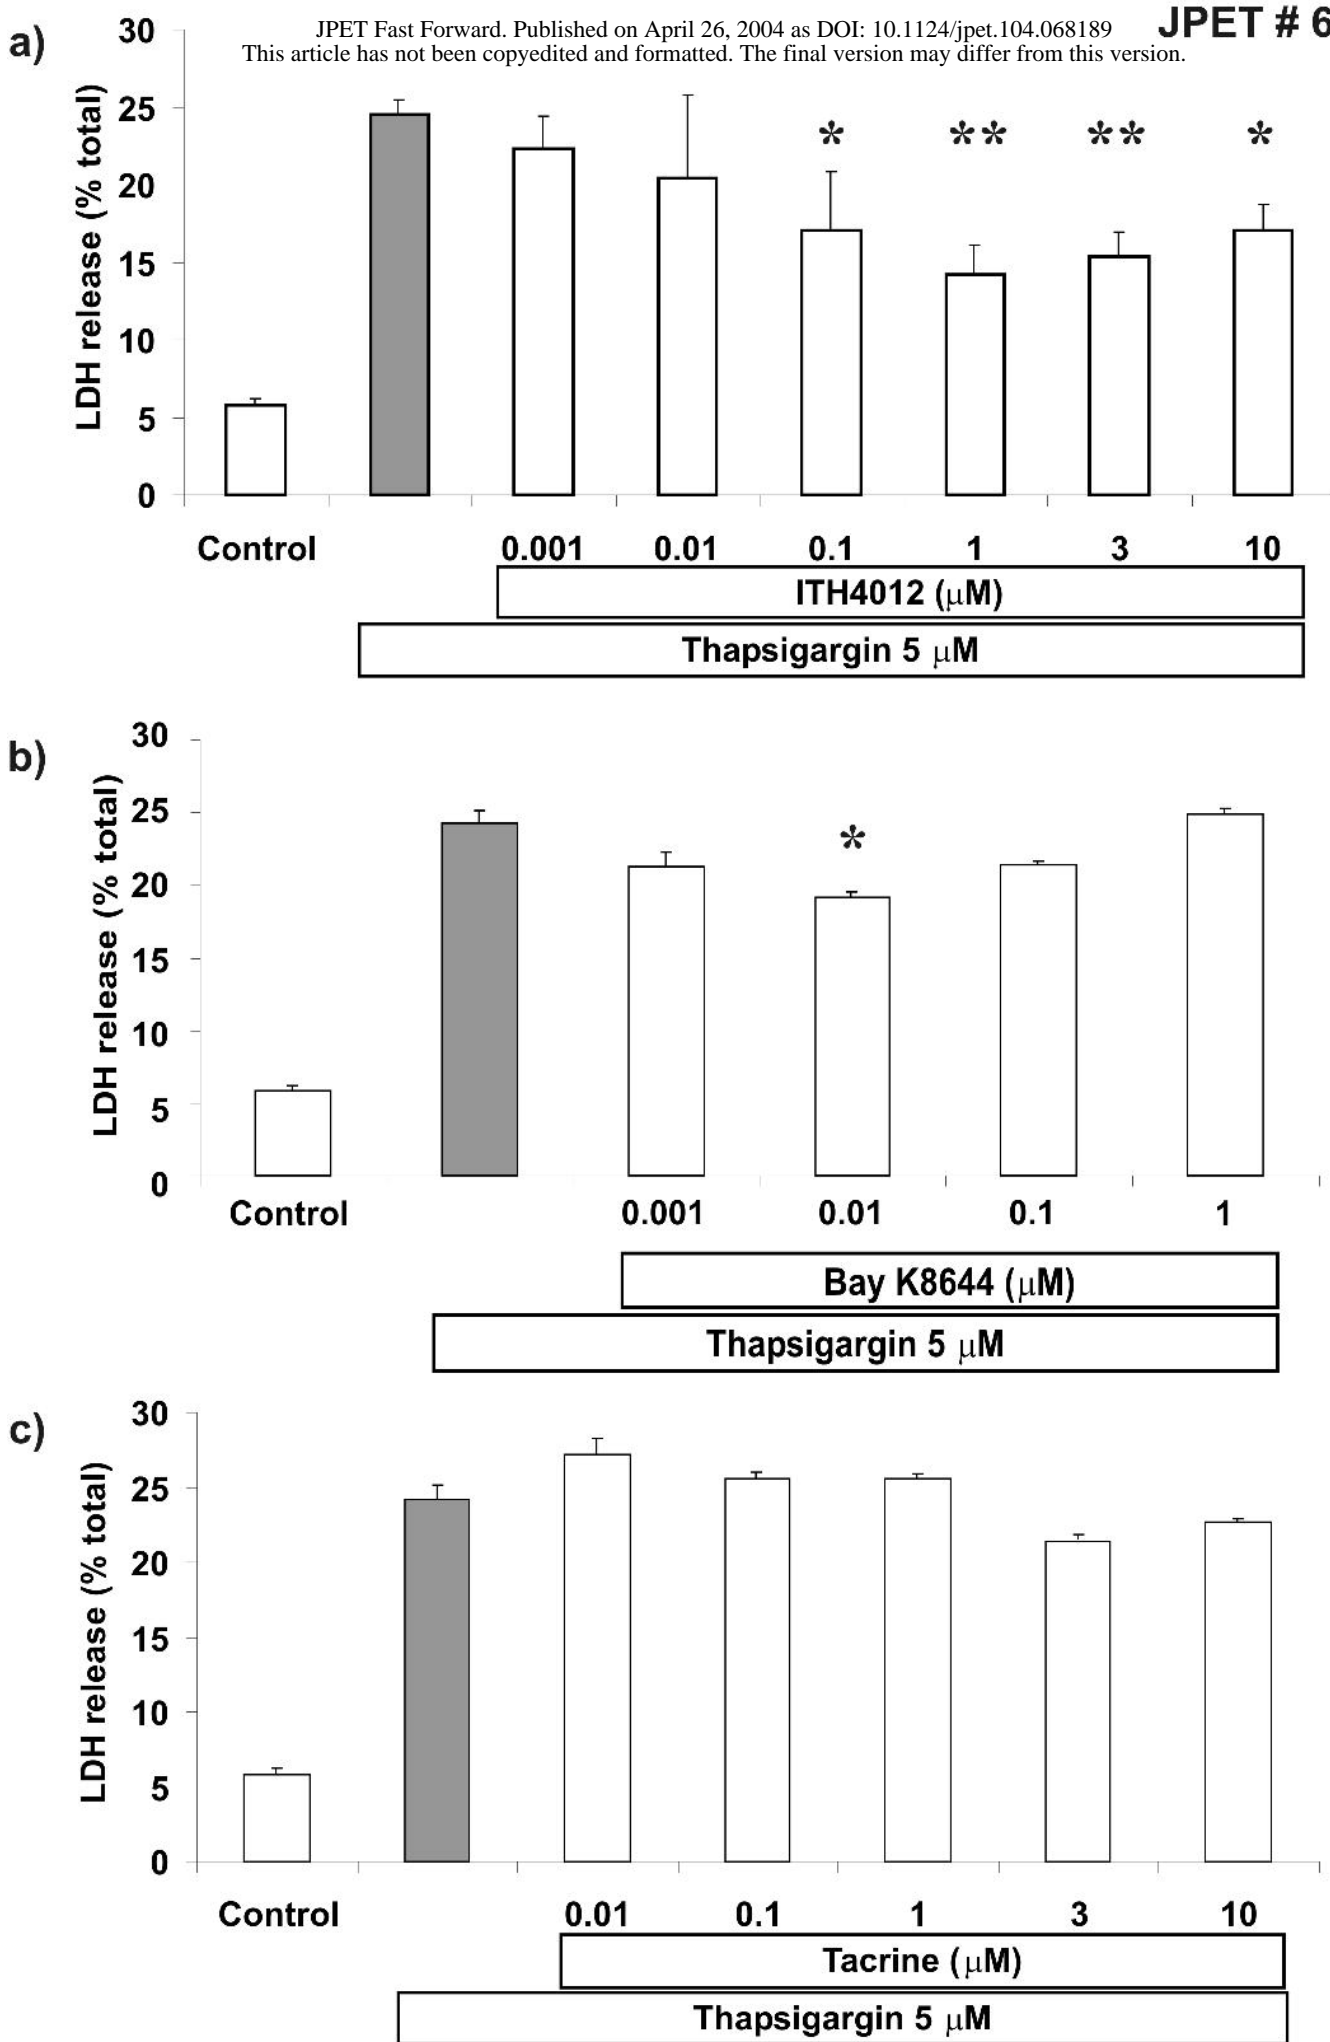 a)
JPET Fast Forward. Published on April 26, 2004 as DOI: 10.1124/jpet.104.068189
This article has not been copyedited and formatted. The final version may differ from this version.
JPET # 6
LDH release (% total)
30
25
20
15
10
5
0
* ** ** *
Control 0.001 0.01 0.1 1 3 10
ITH4012 (μM)
Thapsigargin 5 μM
b)
LDH release (% total)
30
25
20
15
10
5
0
*
Control 0.001 0.01 0.1 1
Bay K8644 (μM)
Thapsigargin 5 μM
c)
LDH release (% total)
30
25
20
15
10
5
0
Control 0.01 0.1 1 3 10
Tacrine (μM)
Thapsigargin 5 μM